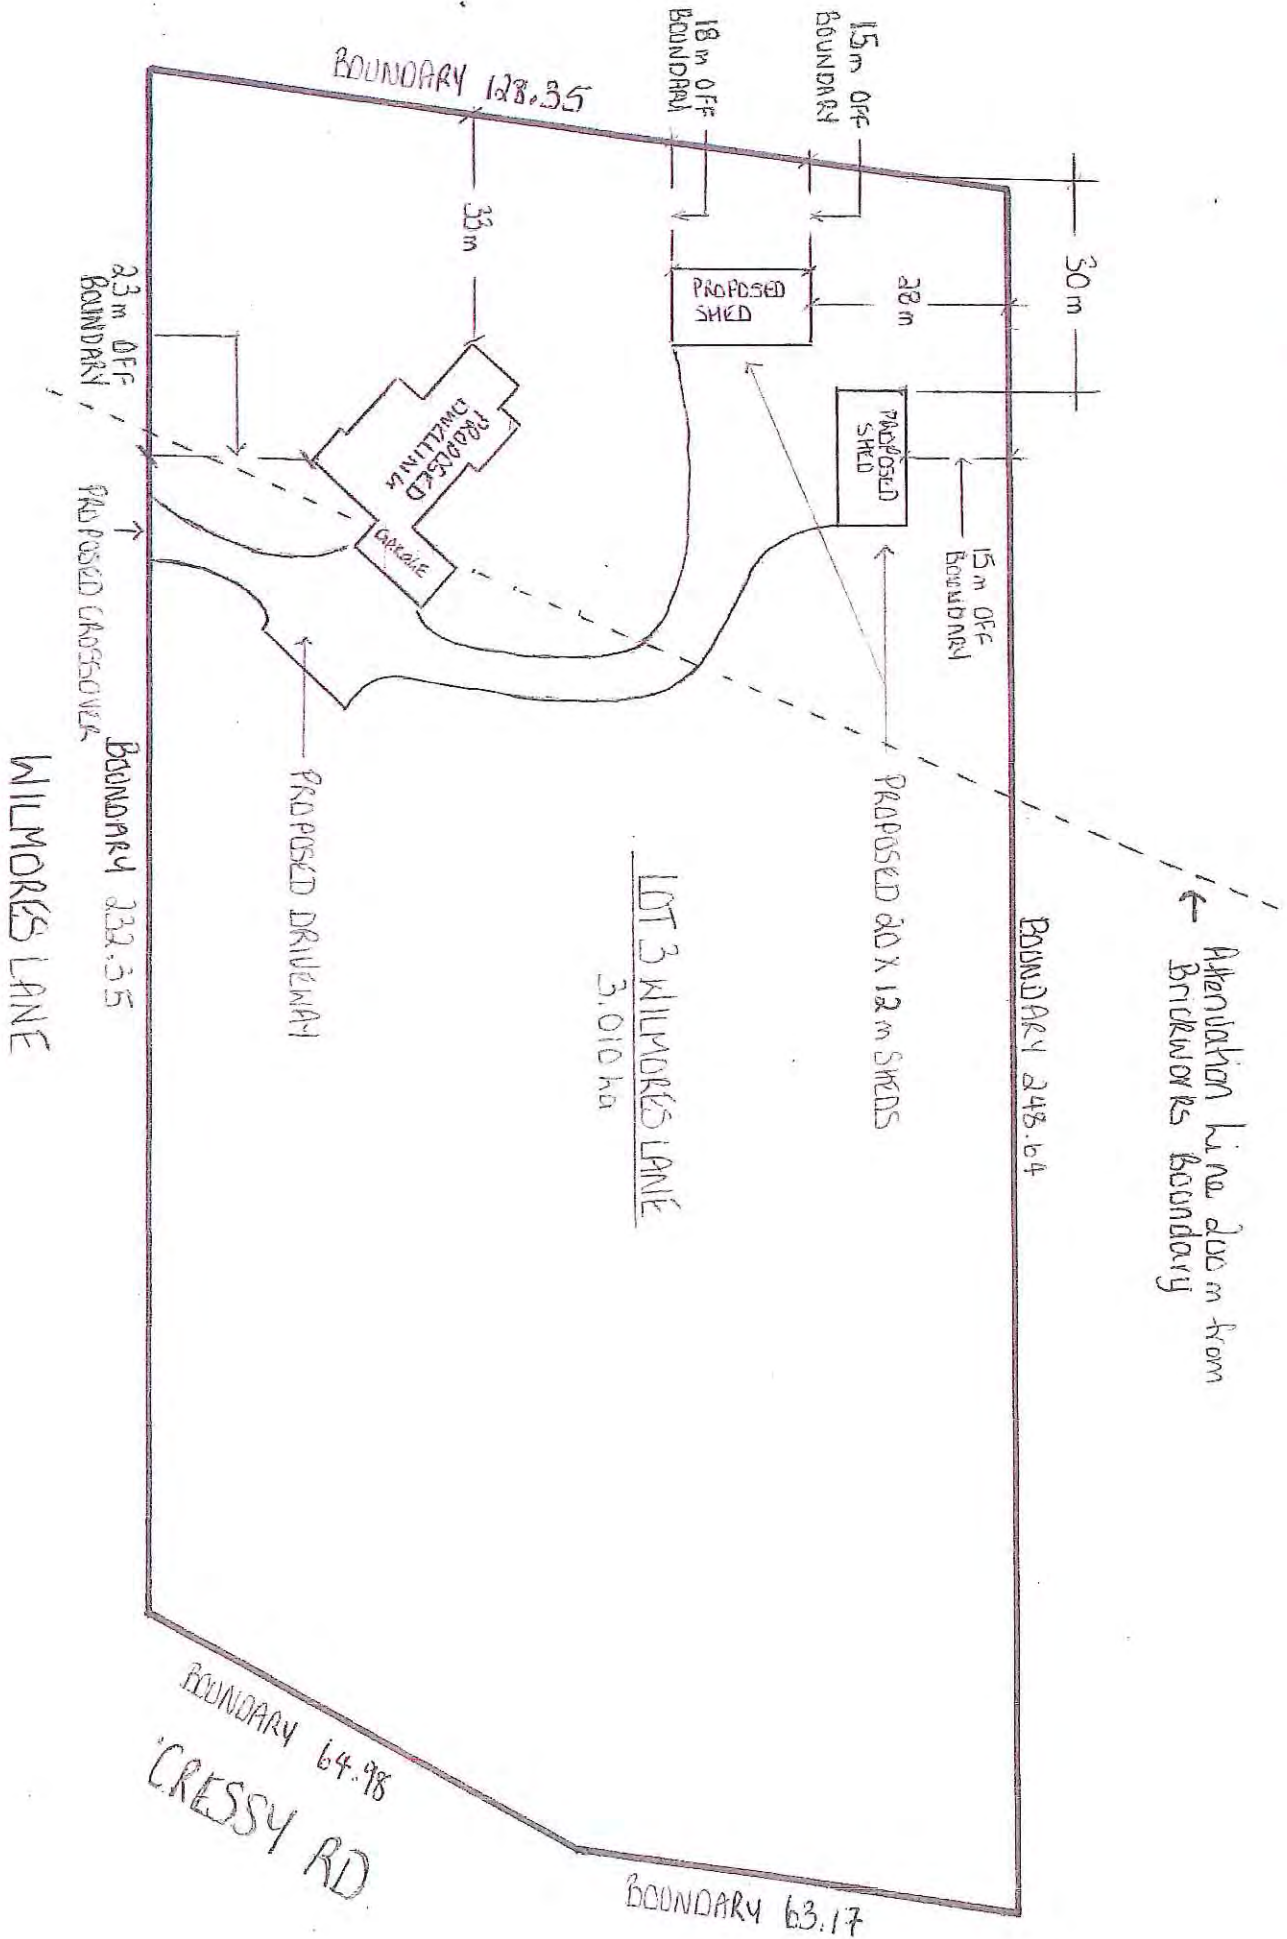 BOUNDARY 128.35
18m OFF
BOUNDARY
15m OFF
BOUNDARY
30m
33m
28m
PROPOSED
SHED
PROPOSED
SHED
15m OFF
BOUNDARY
23m OFF
BOUNDARY
PROPOSED
DWELLING
GARAGE
PROPOSED CROSSOVER
PROPOSED DRIVEWAY
PROPOSED 20 X 12m SHEDS
LOT 3 WILMORES LANE
3.010 ha
Attenuation Line 200m from
Brickworks Boundary
BOUNDARY 248.64
BOUNDARY 232.35
WILMORES LANE
BOUNDARY 64.98
CRESSY RD
BOUNDARY 63.17